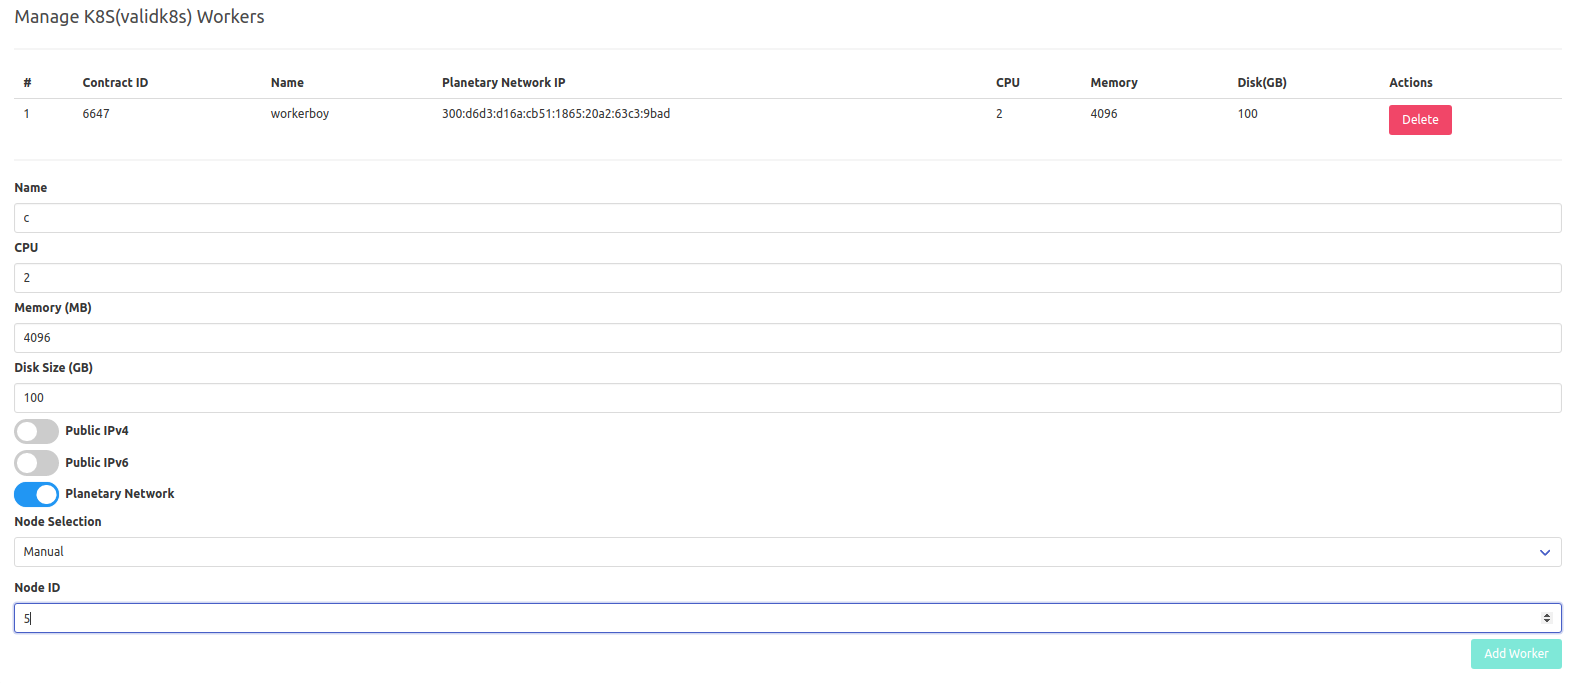 Manage K8S(validk8s) Workers
# Contract ID Name Planetary Network IP CPU Memory Disk(GB) Actions
1 6647 workerboy 300:d6d3:d16a:cb51:1865:20a2:63c3:9bad 2 4096 100 Delete
Name
c
CPU
2
Memory (MB)
4096
Disk Size (GB)
100
Public IPv4
Public IPv6
Planetary Network
Node Selection
Manual
Node ID
5
Add Worker